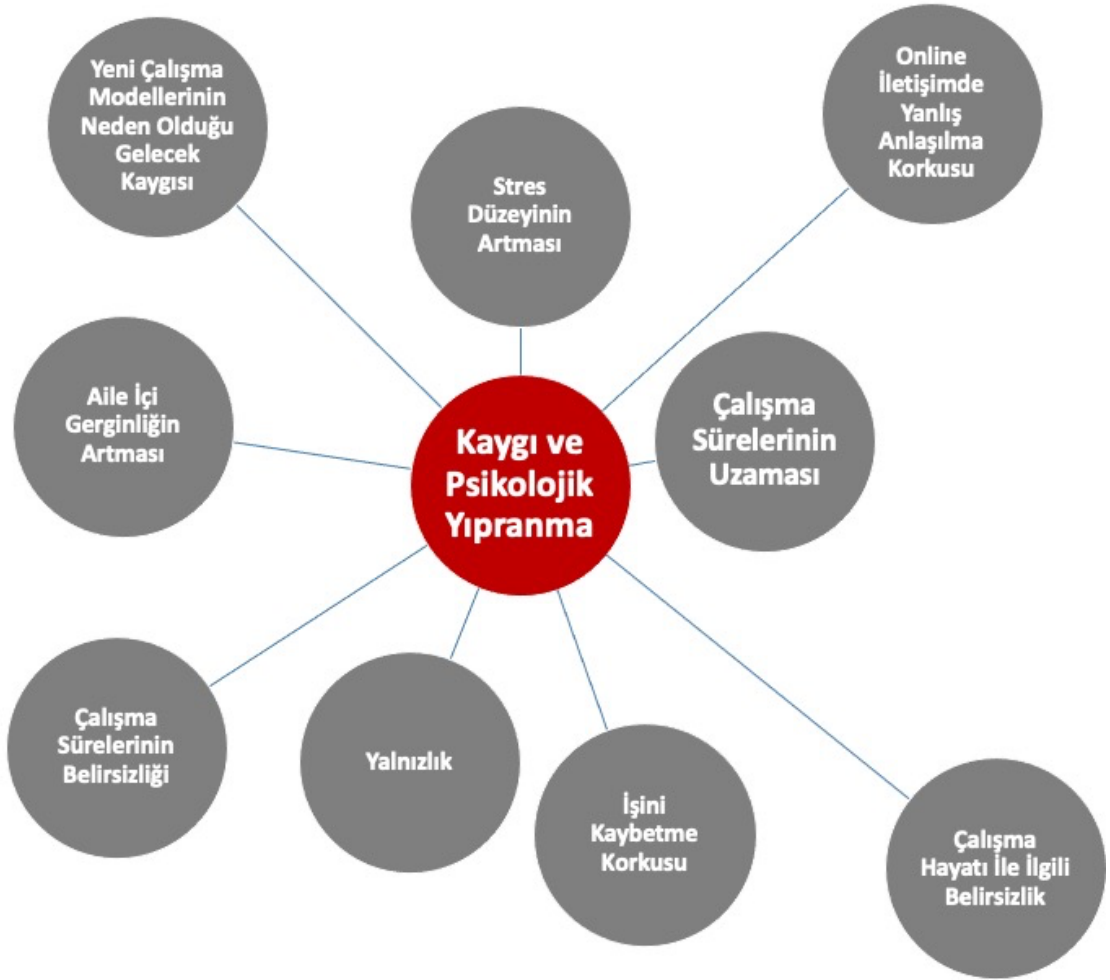 Yeni Çalışma
Modellerinin
Neden Olduğu
Gelecek
Kaygısı
Stres
Düzeyinin
Artması
Online
İletişimde
Yanlış
Anlaşılma
Korkusu
Aile İçi
Gerginliğin
Artması
Kaygı ve
Psikolojik
Yıpranma
Çalışma
Sürelerinin
Uzaması
Çalışma
Sürelerinin
Belirsizliği
Yalnızlık
İşini
Kaybetme
Korkusu
Çalışma
Hayatı İle İlgili
Belirsizlik